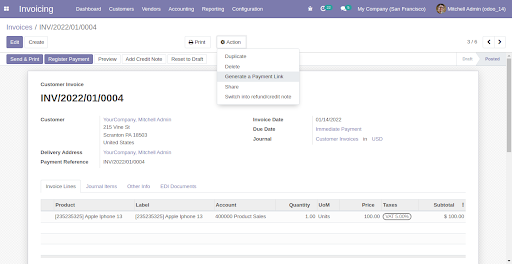 Invoicing Dashboard Customers Vendors Accounting Reporting Configuration My Company (San Francisco) Mitchell Admin (odoo_14)
Invoices / INV/2022/01/0004
Edit Create Print Action 3 / 6
Send & Print Register Payment Preview Add Credit Note Reset to Draft Draft Posted
Duplicate
Delete
Generate a Payment Link
Share
Switch into refund/credit note
Customer Invoice
INV/2022/01/0004
Customer YourCompany, Mitchell Admin Invoice Date 01/14/2022
215 Vine St Due Date Immediate Payment
Scranton PA 18503 Journal Customer Invoices in USD
United States
Delivery Address YourCompany, Mitchell Admin
Payment Reference INV/2022/01/0004
Invoice Lines Journal Items Other Info EDI Documents
Product Label Account Quantity UoM Price Taxes Subtotal
[235235325] Apple Iphone 13 [235235325] Apple Iphone 13 400000 Product Sales 1.00 Units 100.00 VAT 5.00% $ 100.00